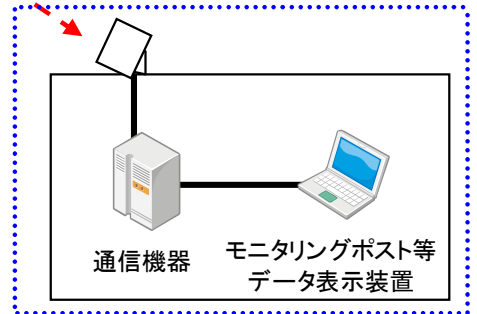 通信機器
モニタリングポスト等
データ表示装置